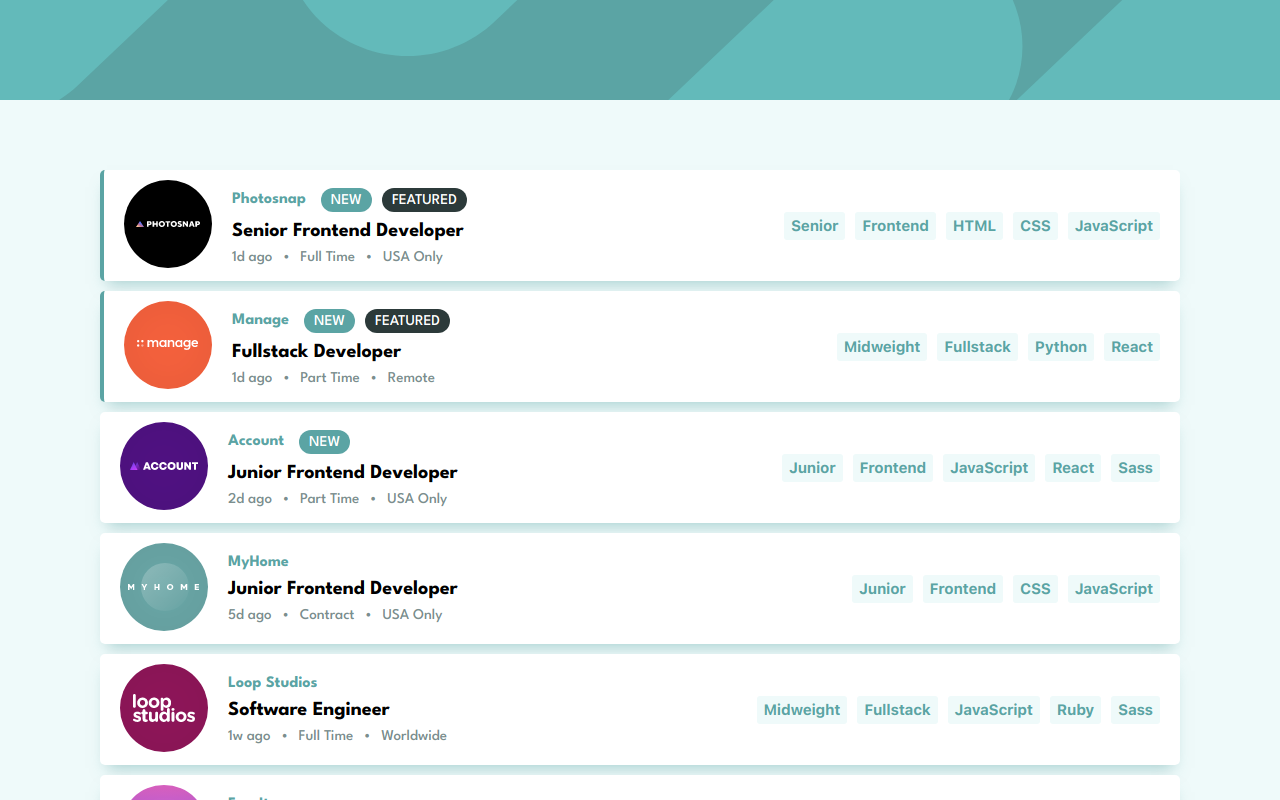 PHOTOSNAP
Photosnap NEW FEATURED
Senior Frontend Developer
1d ago • Full Time • USA Only
Senior Frontend HTML CSS JavaScript
manage
Manage NEW FEATURED
Fullstack Developer
1d ago • Part Time • Remote
Midweight Fullstack Python React
ACCOUNT
Account NEW
Junior Frontend Developer
2d ago • Part Time • USA Only
Junior Frontend JavaScript React Sass
MYHOME
MyHome
Junior Frontend Developer
5d ago • Contract • USA Only
Junior Frontend CSS JavaScript
loop
studios
Loop Studios
Software Engineer
1w ago • Full Time • Worldwide
Midweight Fullstack JavaScript Ruby Sass